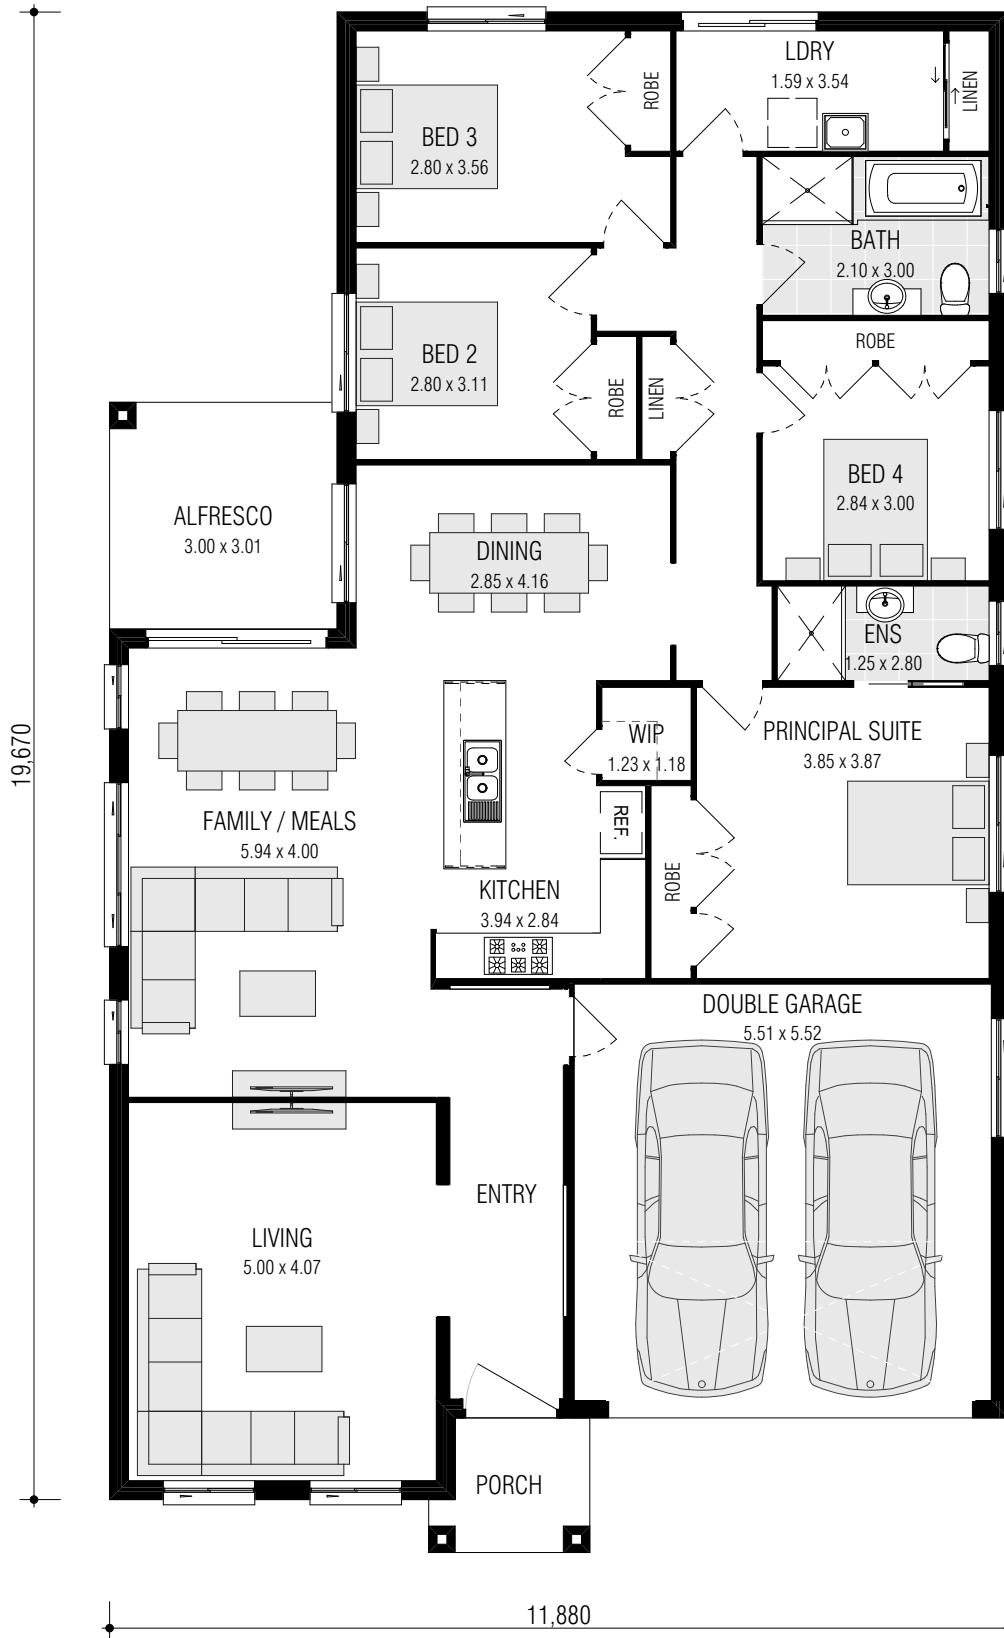 LDRY
1.59 x 3.54
LINEN
ROBE
BED 3
2.80 x 3.56
BATH
2.10 x 3.00
ROBE
BED 2
2.80 x 3.11
ROBE
LINEN
BED 4
2.84 x 3.00
ALFRESCO
3.00 x 3.01
DINING
2.85 x 4.16
ENS
1.25 x 2.80
19,670
WIP
1.23 x 1.18
PRINCIPAL SUITE
3.85 x 3.87
FAMILY / MEALS
5.94 x 4.00
REF.
ROBE
KITCHEN
3.94 x 2.84
DOUBLE GARAGE
5.51 x 5.52
ENTRY
LIVING
5.00 x 4.07
PORCH
11,880